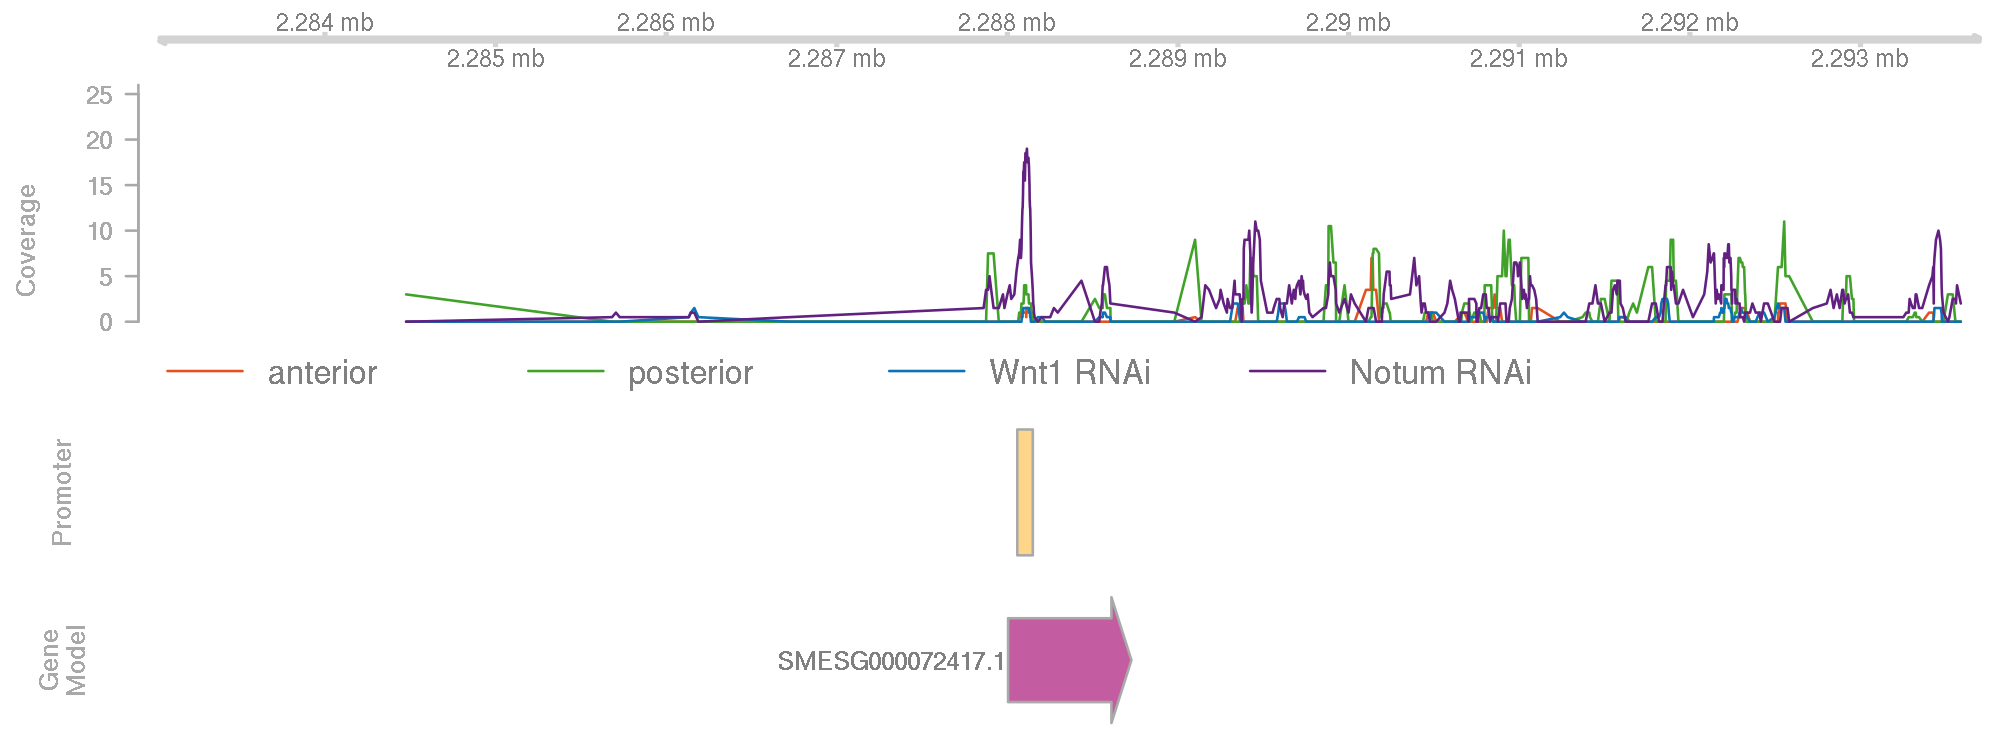 2.284 mb 2.286 mb 2.288 mb 2.29 mb 2.292 mb
2.285 mb 2.287 mb 2.289 mb 2.291 mb 2.293 mb
25
20
15
10
5
0
Coverage
anterior posterior Wnt1 RNAi Notum RNAi
Promoter
Gene
Model
SMESG000072417.1